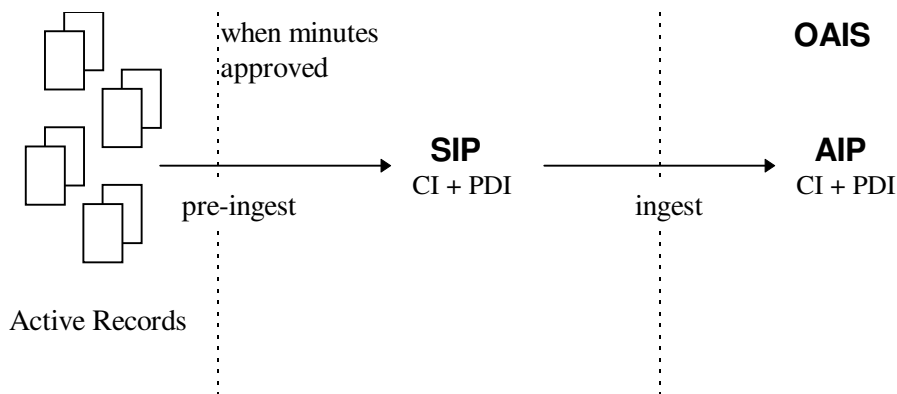 when minutes
approved
OAIS
SIP
CI + PDI
AIP
CI + PDI
pre-ingest
ingest
Active Records